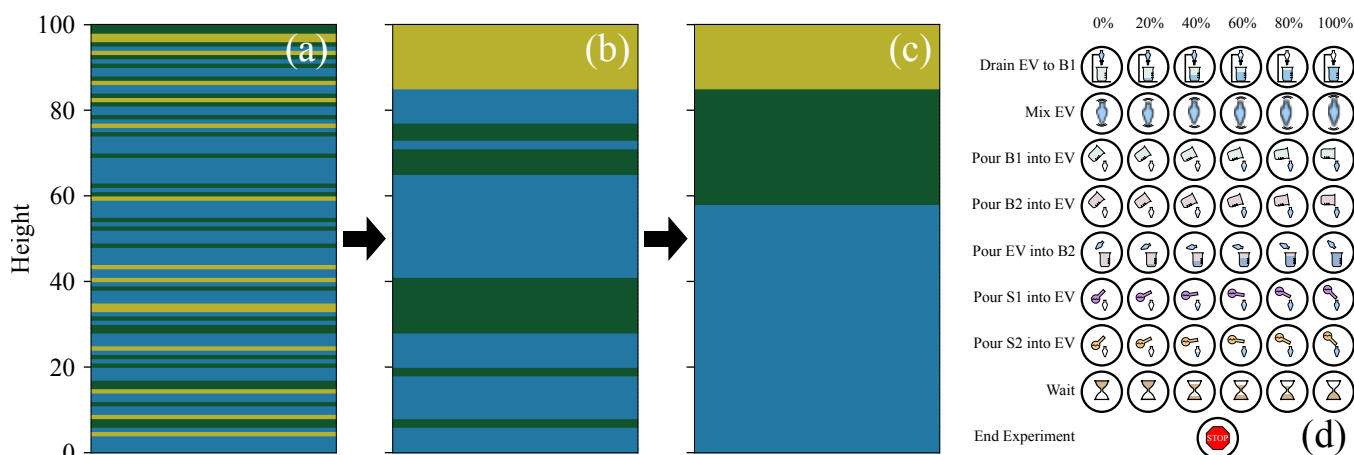 100
80
60
40
20
0
Height
(a)
(b)
(c)
0% 20% 40% 60% 80% 100%
Drain EV to B1
Mix EV
Pour B1 into EV
Pour B2 into EV
Pour EV into B2
Pour S1 into EV
Pour S2 into EV
Wait
End Experiment
STOP
(d)